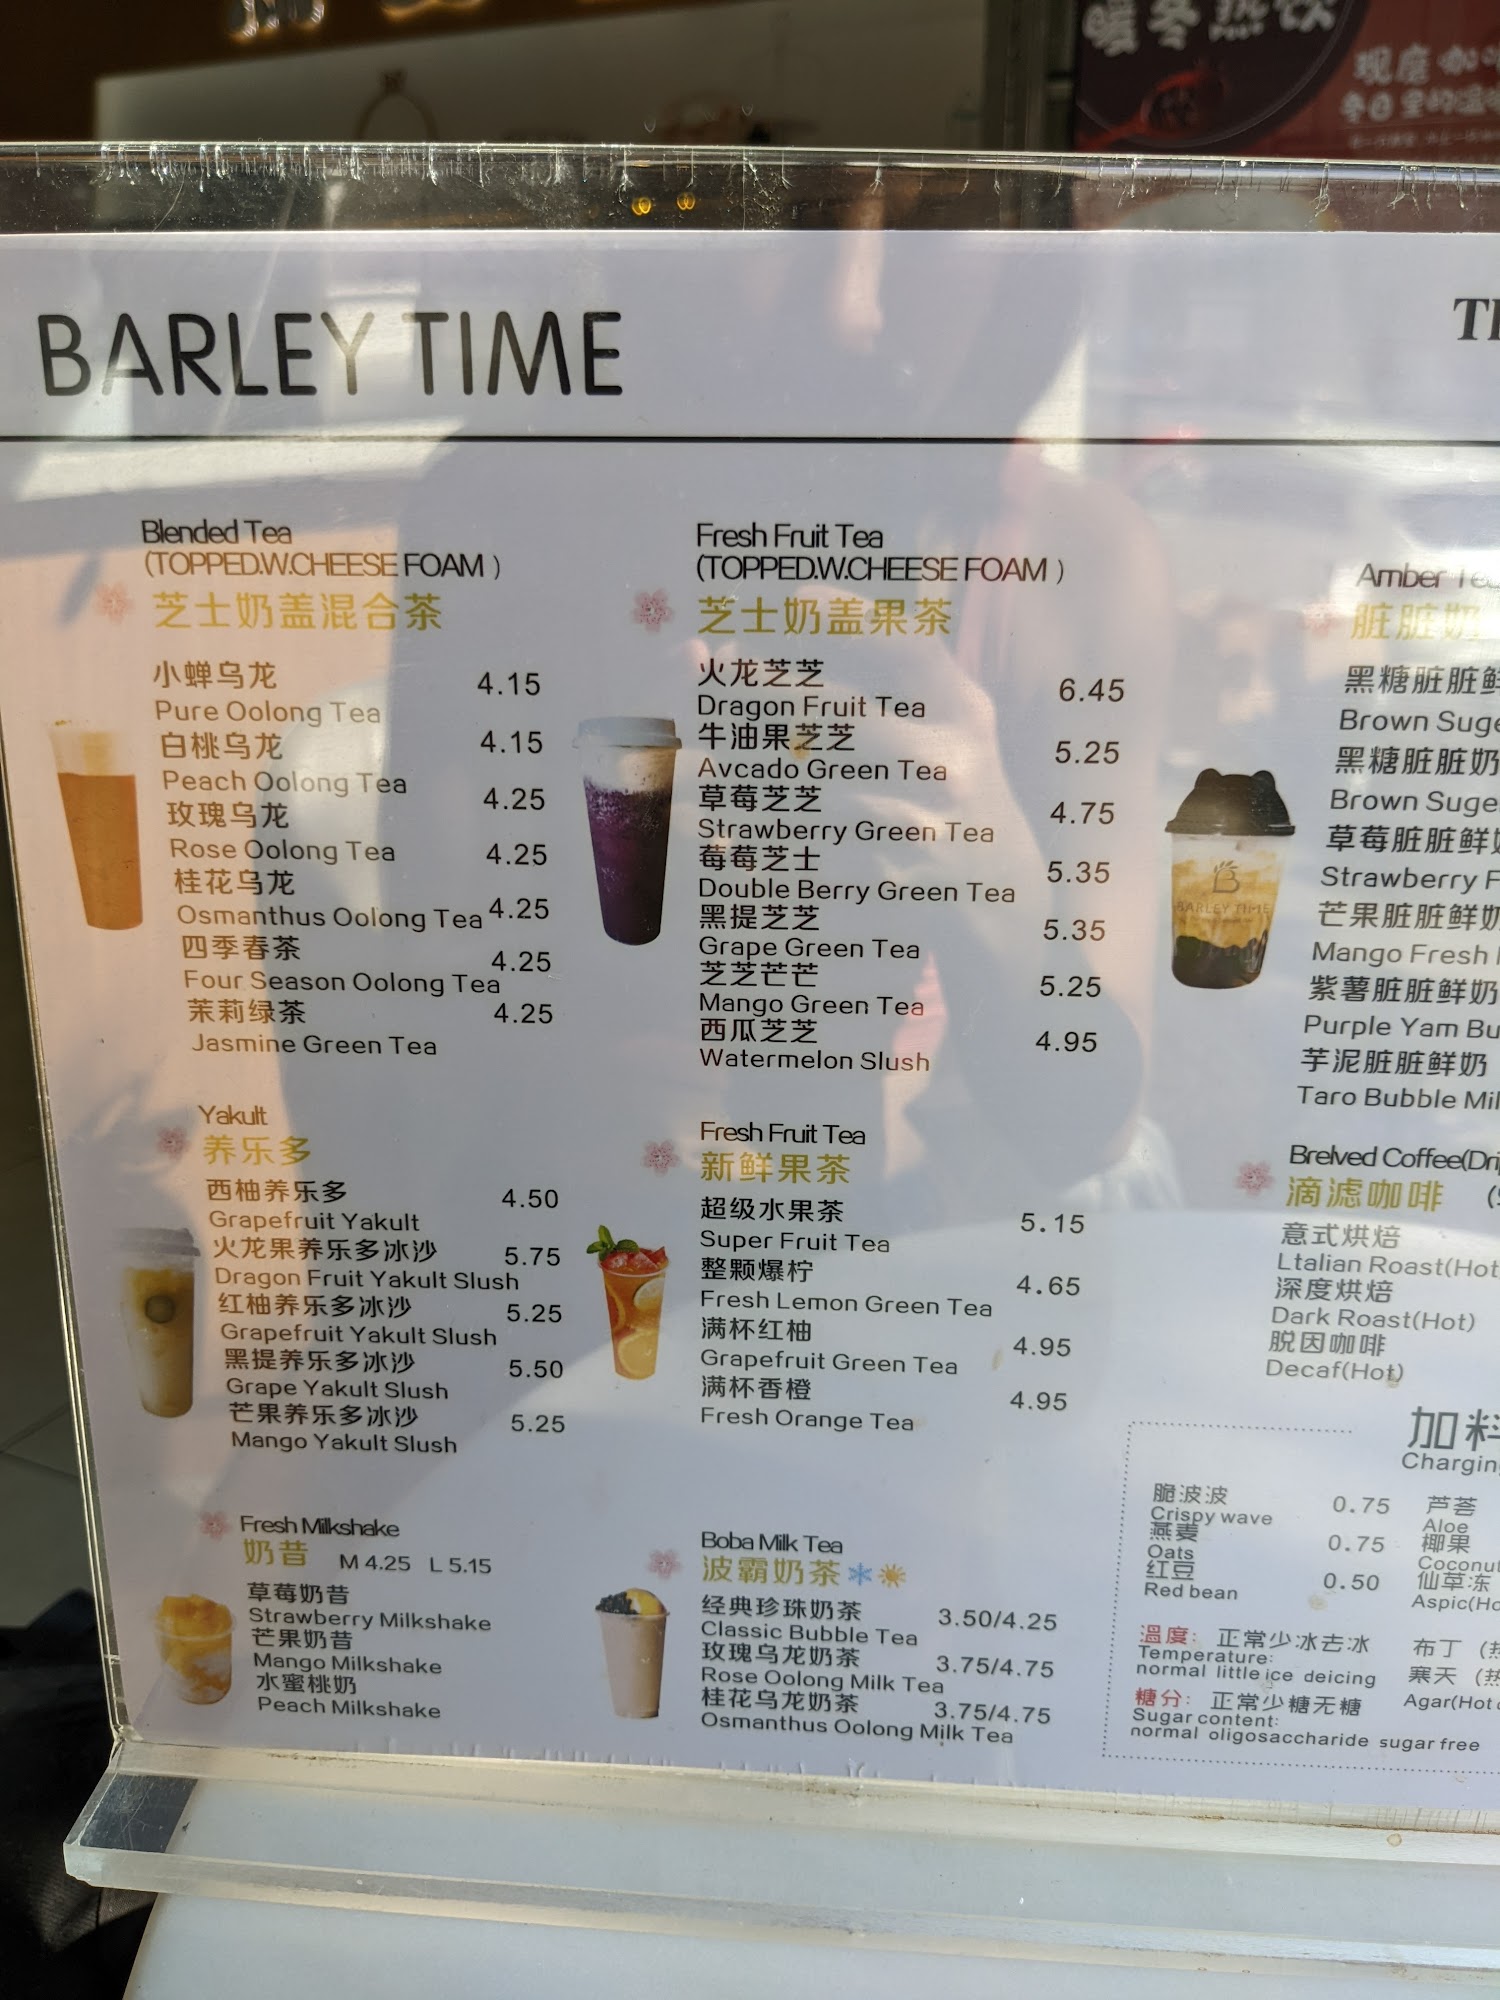 暖冬热饮
现磨咖
BARLEY TIME
Blended Tea
(TOPPED.W.CHEESE FOAM )
芝士奶盖混合茶
小蝉乌龙 4.15
Pure Oolong Tea
白桃乌龙 4.15
Peach Oolong Tea
玫瑰乌龙 4.25
Rose Oolong Tea
桂花乌龙 4.25
Osmanthus Oolong Tea
四季春茶 4.25
Four Season Oolong Tea
茉莉绿茶 4.25
Jasmine Green Tea
Yakult
养乐多
西柚养乐多 4.50
Grapefruit Yakult
火龙果养乐多冰沙 5.75
Dragon Fruit Yakult Slush
红柚养乐多冰沙 5.25
Grapefruit Yakult Slush
黑提养乐多冰沙 5.50
Grape Yakult Slush
芒果养乐多冰沙 5.25
Mango Yakult Slush
Fresh Milkshake
奶昔 M 4.25 L 5.15
草莓奶昔
Strawberry Milkshake
芒果奶昔
Mango Milkshake
水蜜桃奶
Peach Milkshake
Fresh Fruit Tea
(TOPPED.W.CHEESE FOAM )
芝士奶盖果茶
火龙芝芝 6.45
Dragon Fruit Tea
牛油果芝芝 5.25
Avcado Green Tea
草莓芝芝 4.75
Strawberry Green Tea
莓莓芝士 5.35
Double Berry Green Tea
黑提芝芝 5.35
Grape Green Tea
芝芝芒芒 5.25
Mango Green Tea
西瓜芝芝 4.95
Watermelon Slush
Fresh Fruit Tea
新鲜果茶
超级水果茶 5.15
Super Fruit Tea
整颗爆柠 4.65
Fresh Lemon Green Tea
满杯红柚 4.95
Grapefruit Green Tea
满杯香橙 4.95
Fresh Orange Tea
Boba Milk Tea
波霸奶茶
经典珍珠奶茶 3.50/4.25
Classic Bubble Tea
玫瑰乌龙奶茶 3.75/4.75
Rose Oolong Milk Tea
桂花乌龙奶茶 3.75/4.75
Osmanthus Oolong Milk Tea
Amber
脏脏奶
黑糖脏脏鲜
Brown Suge
黑糖脏脏奶
Brown Suge
草莓脏脏鲜
Strawberry F
芒果脏脏鲜奶
Mango Fresh
紫薯脏脏鲜奶
Purple Yam Bu
芋泥脏脏鲜奶
Taro Bubble Mil
BARLEY TIME
Brelved Coffee(Dri
滴滤咖啡
意式烘焙
Ltalian Roast(Hot
深度烘焙
Dark Roast(Hot)
脱因咖啡
Decaf(Hot)
加料
Charging
脆波波 0.75 芦荟
Crispy wave Aloe
燕麦 0.75 椰果
Oats Coconut
红豆 0.50 仙草冻
Red bean Aspic(Ho
温度: 正常少冰去冰 布丁
Temperature:
normal little ice deicing 寒天
糖分: 正常少糖无糖 Agar(Hot
Sugar content:
normal oligosaccharide sugar free